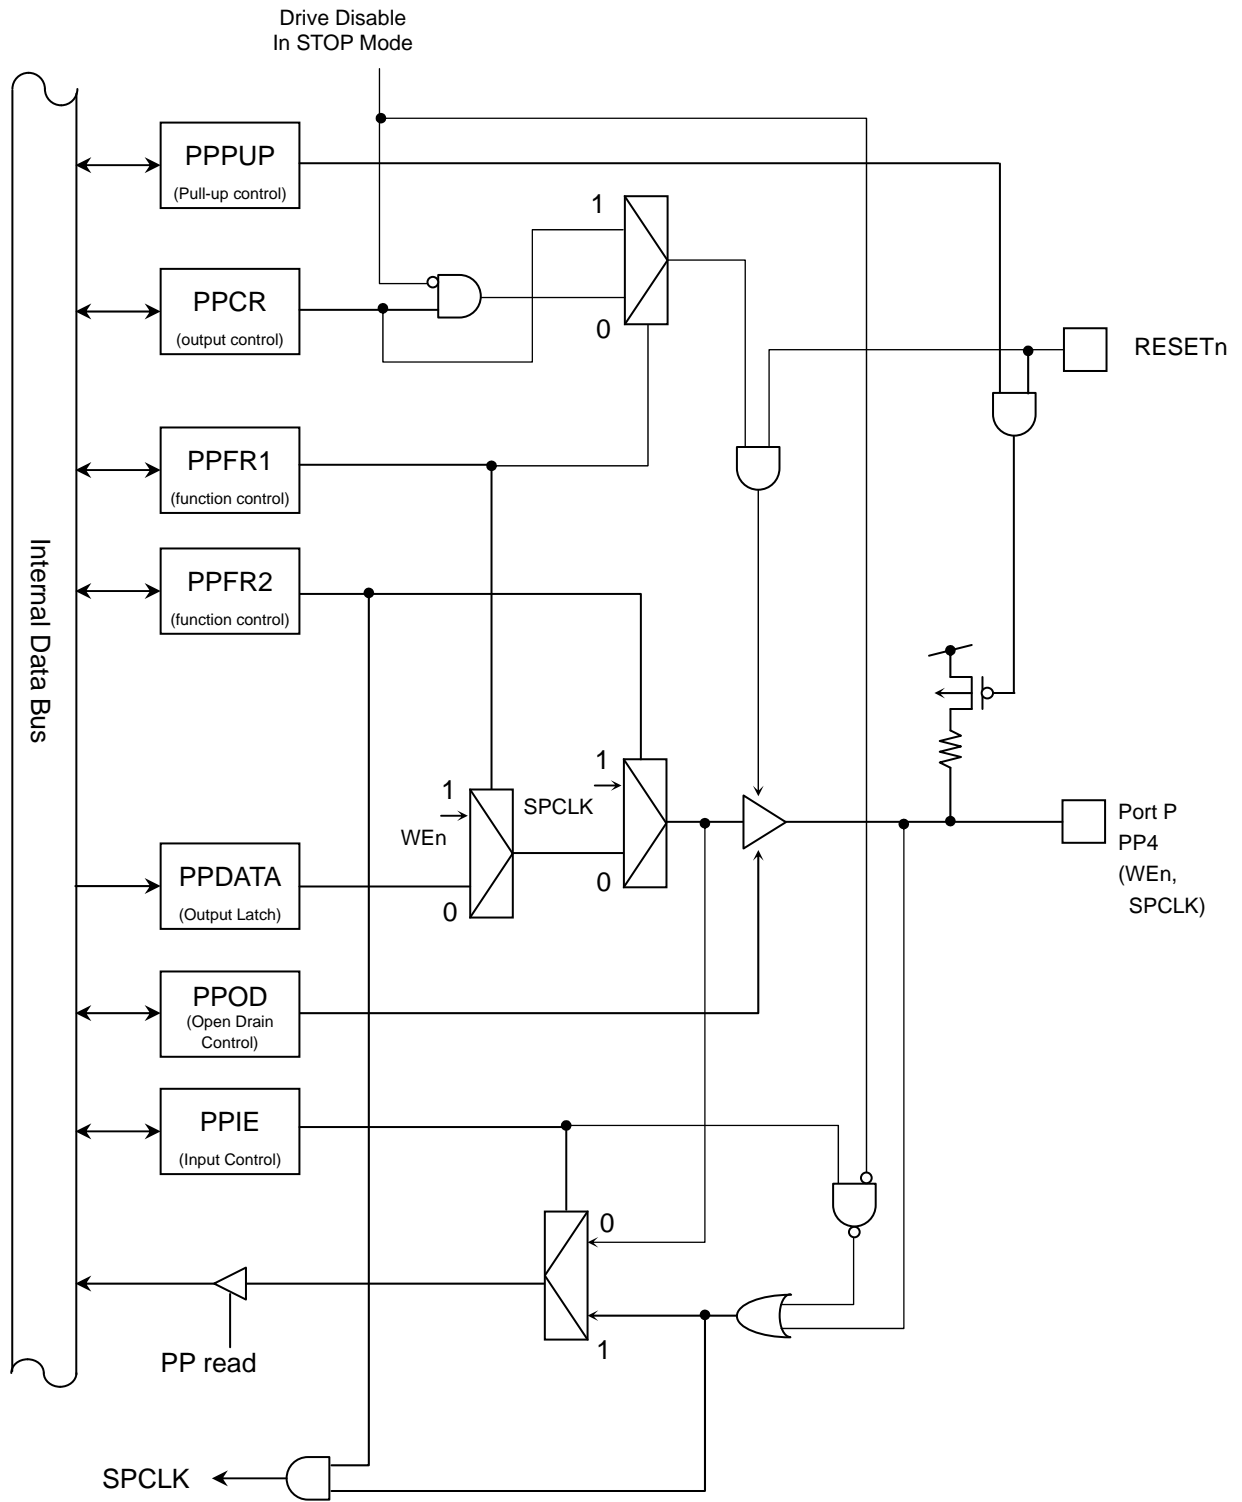 Drive Disable
In STOP Mode
PPPUP
(Pull-up control)
1
PPCR
(output control)
0
RESETn
PPFR1
(function control)
PPFR2
(function control)
Internal Data Bus
1
SPCLK
1
WEn
PPDATA
(Output Latch)
0
0
Port P
PP4
(WEn,
SPCLK)
PPOD
(Open Drain
Control)
PPIE
(Input Control)
0
1
PP read
SPCLK